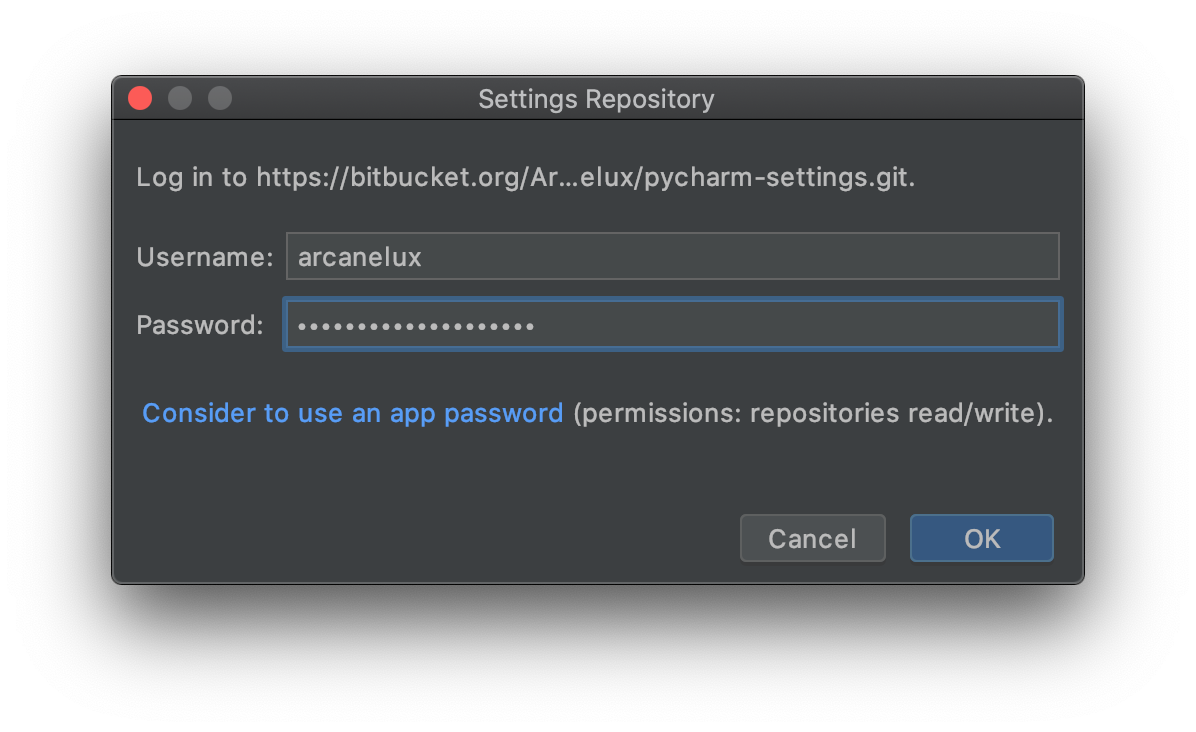 Settings Repository
Log in to https://bitbucket.org/Ar...elux/pycharm-settings.git.
Username: arcanelux
Password: ••••••••••••••••••••
Consider to use an app password (permissions: repositories read/write).
Cancel OK